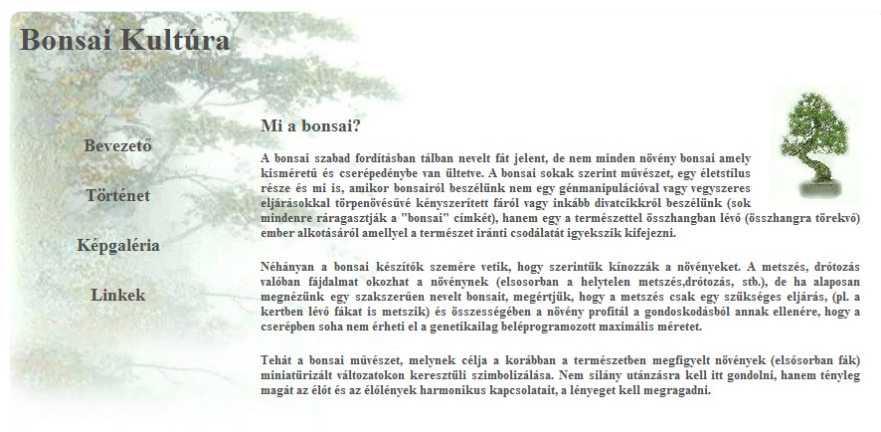 Bonsai Kultúra
Bevezető
Történet
Képgaléria
Linkek
Mi a bonsai?
A bonsai szabad fordításban tálban nevelt fát jelent, de nem minden növény bonsai amely
kisméretű és cserépedénybe van ültetve. A bonsai sokak szerint művészet, egy életstílus
része és mi is, amikor bonsairól beszélünk nem egy génmanipulációval vagy vegyszeres
eljárásokkal törpenövésűvé kényszerített fáról vagy inkább divatcikkről beszélünk (sok
mindenre ráragasztják a "bonsai" címkét), hanem egy a természettel összhangban lévő (összhangra törekvő)
ember alkotásáról amellyel a természet iránti csodálatát igyekszik kifejezni.
Néhányan a bonsai készítők szemére vetik, hogy szerintük kínozzák a növényeket. A metszés, drótozás
valóban fájdalmat okozhat a növénynek (elsosorban a helytelen metszés,drótozás, stb.), de ha alaposan
megnézünk egy szakszerűen nevelt bonsait, megértjük, hogy a metszés csak egy szükséges eljárás, (pl. a
kertben lévő fákat is metszik) és összességében a növény profitál a gondoskodásból annak ellenére, hogy a
cserépben soha nem érheti el a genetikailag beléprogramozott maximális méretet.
Tehát a bonsai művészet, melynek célja a korábban a természetben megfigyelt növények (elsősorban fák)
miniatürizált változatokon keresztüli szimbolizálása. Nem silány utánzásra kell itt gondolni, hanem tényleg
magát az élőt és az élőlények harmonikus kapcsolatait, a lényeget kell megragadni.